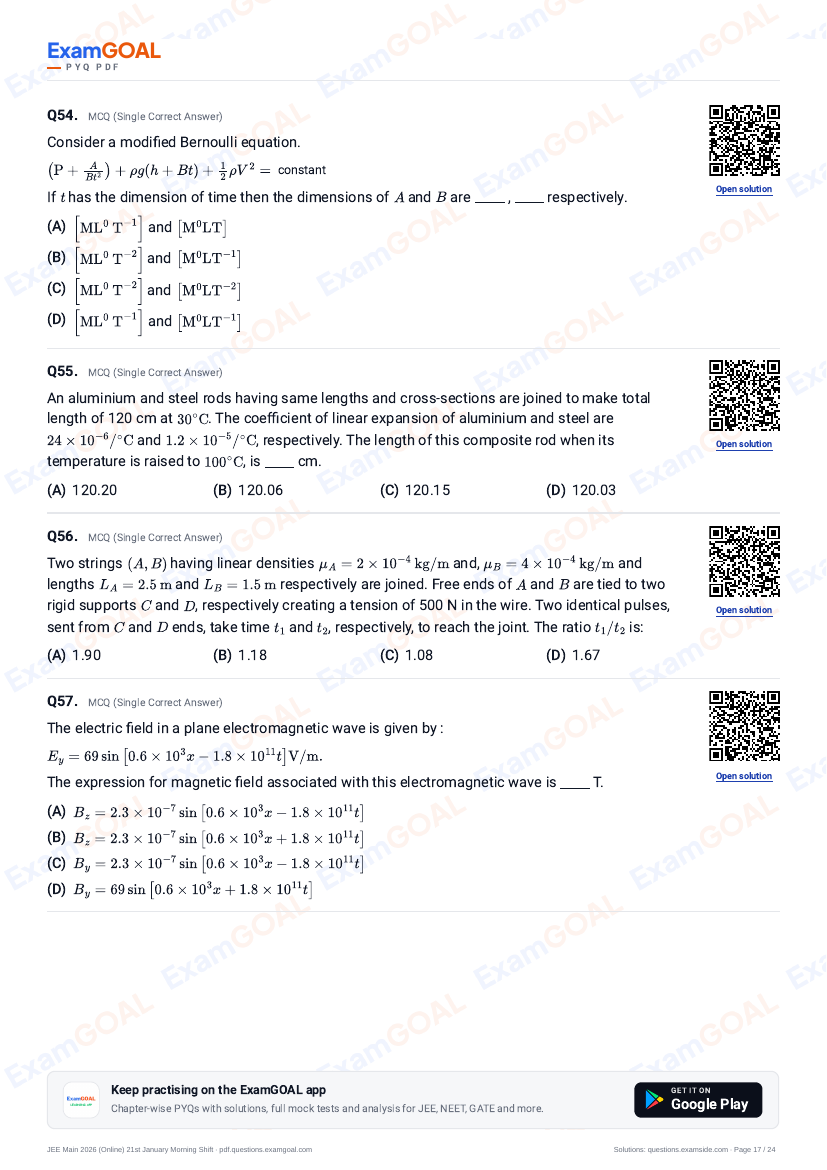 ExamGOAL
PYQ PDF
Q54. MCQ (Single Correct Answer)
Consider a modified Bernoulli equation.
(P + A/(Bt²)) + ρg(h + Bt) + ½ρV² = constant
If t has the dimension of time then the dimensions of A and B are ____ , ____ respectively.
(A) [ML⁰ T⁻¹] and [M⁰LT]
(B) [ML⁰ T⁻²] and [M⁰LT⁻¹]
(C) [ML⁰ T⁻²] and [M⁰LT⁻²]
(D) [ML⁰ T⁻¹] and [M⁰LT⁻¹]
Open solution
Q55. MCQ (Single Correct Answer)
An aluminium and steel rods having same lengths and cross-sections are joined to make total
length of 120 cm at 30°C. The coefficient of linear expansion of aluminium and steel are
24 × 10⁻⁶/°C and 1.2 × 10⁻⁵/°C, respectively. The length of this composite rod when its
temperature is raised to 100°C, is ____ cm.
(A) 120.20 (B) 120.06 (C) 120.15 (D) 120.03
Open solution
Q56. MCQ (Single Correct Answer)
Two strings (A, B) having linear densities μ_A = 2 × 10⁻⁴ kg/m and, μ_B = 4 × 10⁻⁴ kg/m and
lengths L_A = 2.5 m and L_B = 1.5 m respectively are joined. Free ends of A and B are tied to two
rigid supports C and D, respectively creating a tension of 500 N in the wire. Two identical pulses,
sent from C and D ends, take time t₁ and t₂, respectively, to reach the joint. The ratio t₁/t₂ is:
(A) 1.90 (B) 1.18 (C) 1.08 (D) 1.67
Open solution
Q57. MCQ (Single Correct Answer)
The electric field in a plane electromagnetic wave is given by :
E_y = 69 sin [0.6 × 10³x − 1.8 × 10¹¹t] V/m.
The expression for magnetic field associated with this electromagnetic wave is ____ T.
(A) B_z = 2.3 × 10⁻⁷ sin [0.6 × 10³x − 1.8 × 10¹¹t]
(B) B_z = 2.3 × 10⁻⁷ sin [0.6 × 10³x + 1.8 × 10¹¹t]
(C) B_y = 2.3 × 10⁻⁷ sin [0.6 × 10³x − 1.8 × 10¹¹t]
(D) B_y = 69 sin [0.6 × 10³x + 1.8 × 10¹¹t]
Open solution
ExamGOAL
Keep practising on the ExamGOAL app
Chapter-wise PYQs with solutions, full mock tests and analysis for JEE, NEET, GATE and more.
GET IT ON
Google Play
JEE Main 2026 (Online) 21st January Morning Shift · pdf.questions.examgoal.com
Solutions: questions.examside.com · Page 17 / 24